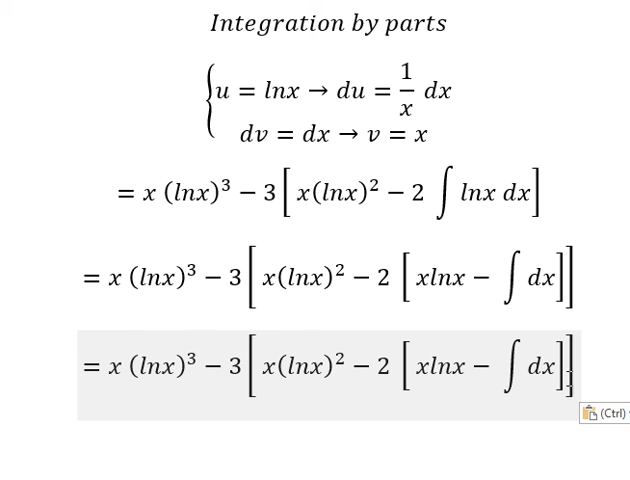 Integration by parts
{u = lnx → du = 1/x dx
dv = dx → v = x
= x (lnx)³ − 3[ x(lnx)² − 2 ∫ lnx dx]
= x (lnx)³ − 3[ x(lnx)² − 2 [xlnx − ∫ dx]]
= x (lnx)³ − 3[ x(lnx)² − 2 [xlnx − ∫ dx]]
(Ctrl)